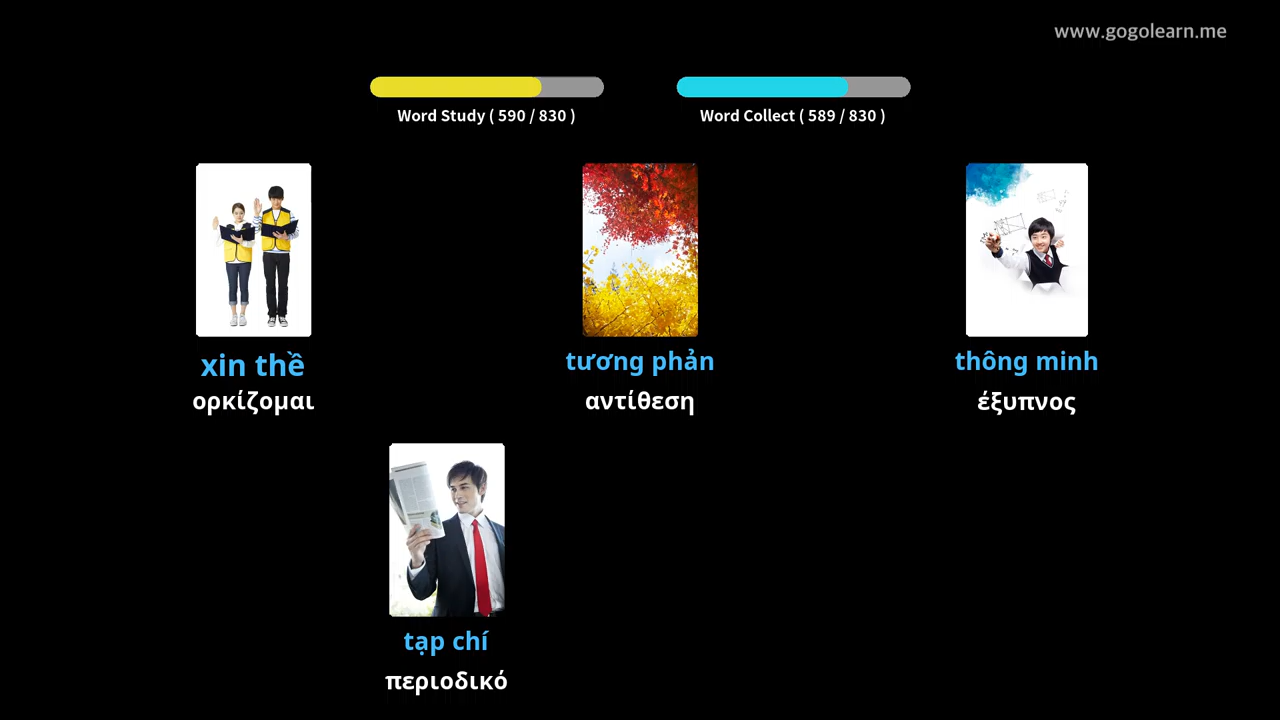 www.gogolearn.me
Word Study ( 590 / 830 )
Word Collect ( 589 / 830 )
xin thề
ορκίζομαι
tương phản
αντίθεση
thông minh
έξυπνος
tạp chí
περιοδικό